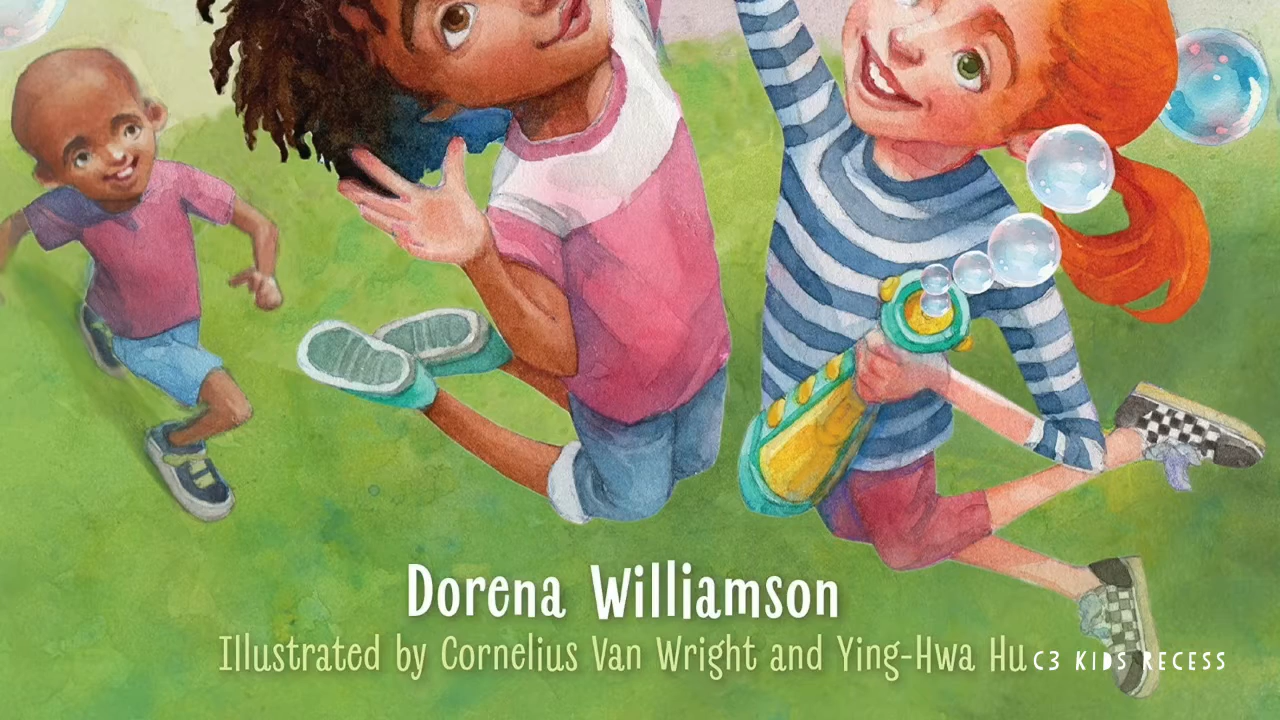 Dorena Williamson
Illustrated by Cornelius Van Wright and Ying-Hwa Hu
C3 KIDS RECESS